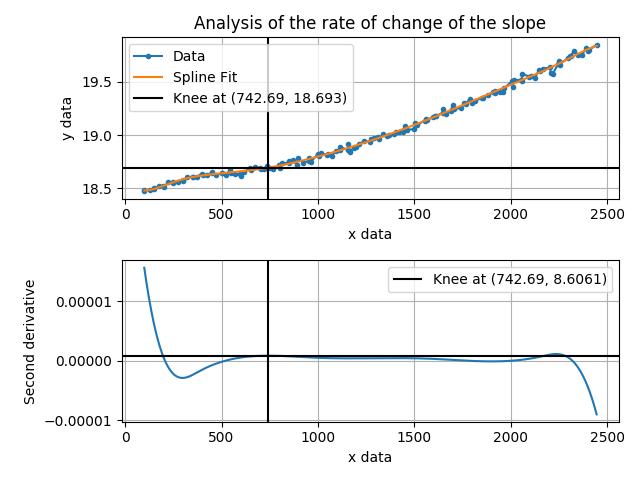 Analysis of the rate of change of the slope
Data
Spline Fit
Knee at (742.69, 18.693)
y data
19.5
19.0
18.5
0
500
1000
1500
2000
2500
x data
Knee at (742.69, 8.6061)
Second derivative
0.00001
0.00000
−0.00001
0
500
1000
1500
2000
2500
x data